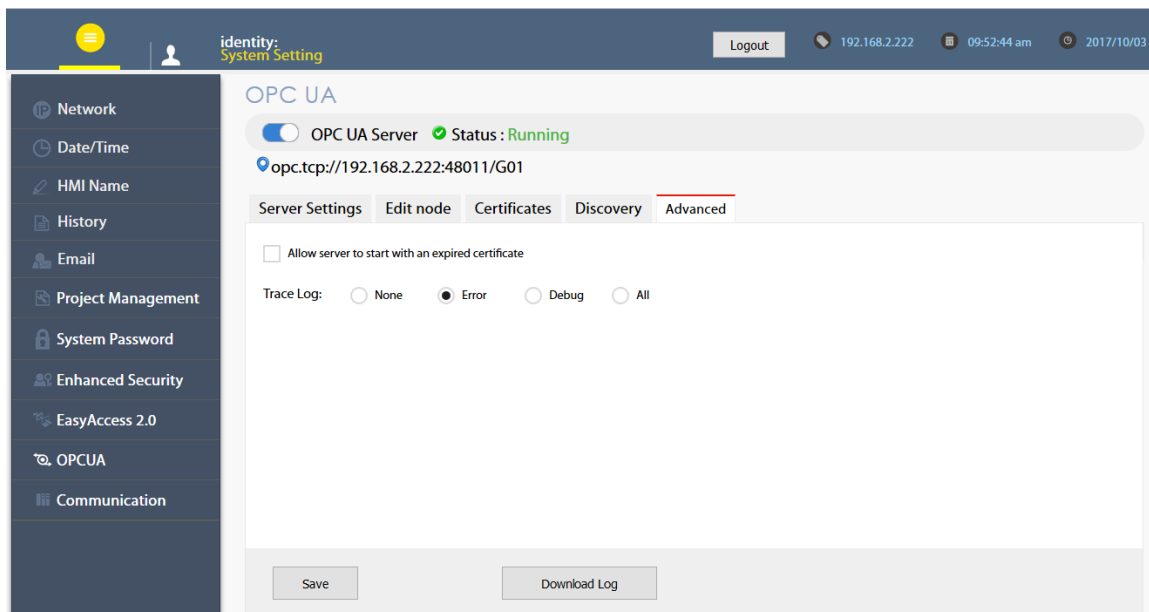 identity:
System Setting
Logout
192.168.2.222
09:52:44 am
2017/10/03
Network
Date/Time
HMI Name
History
Email
Project Management
System Password
Enhanced Security
EasyAccess 2.0
OPCUA
Communication
OPC UA
OPC UA Server Status : Running
opc.tcp://192.168.2.222:48011/G01
Server Settings Edit node Certificates Discovery Advanced
Allow server to start with an expired certificate
Trace Log: None Error Debug All
Save Download Log